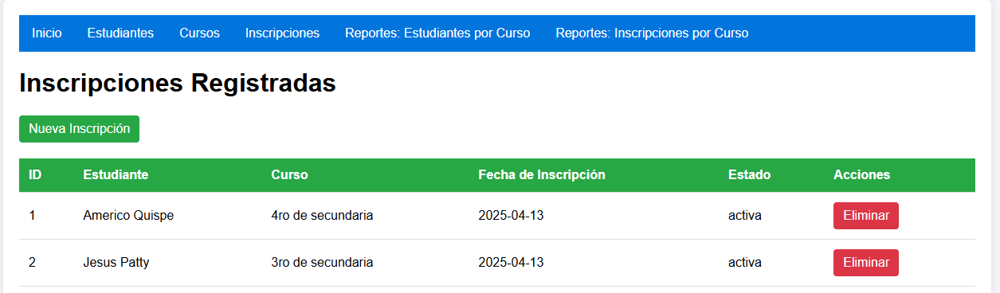 Inicio Estudiantes Cursos Inscripciones Reportes: Estudiantes por Curso Reportes: Inscripciones por Curso
Inscripciones Registradas
Nueva Inscripción
ID Estudiante Curso Fecha de Inscripción Estado Acciones
1 Americo Quispe 4ro de secundaria 2025-04-13 activa Eliminar
2 Jesus Patty 3ro de secundaria 2025-04-13 activa Eliminar